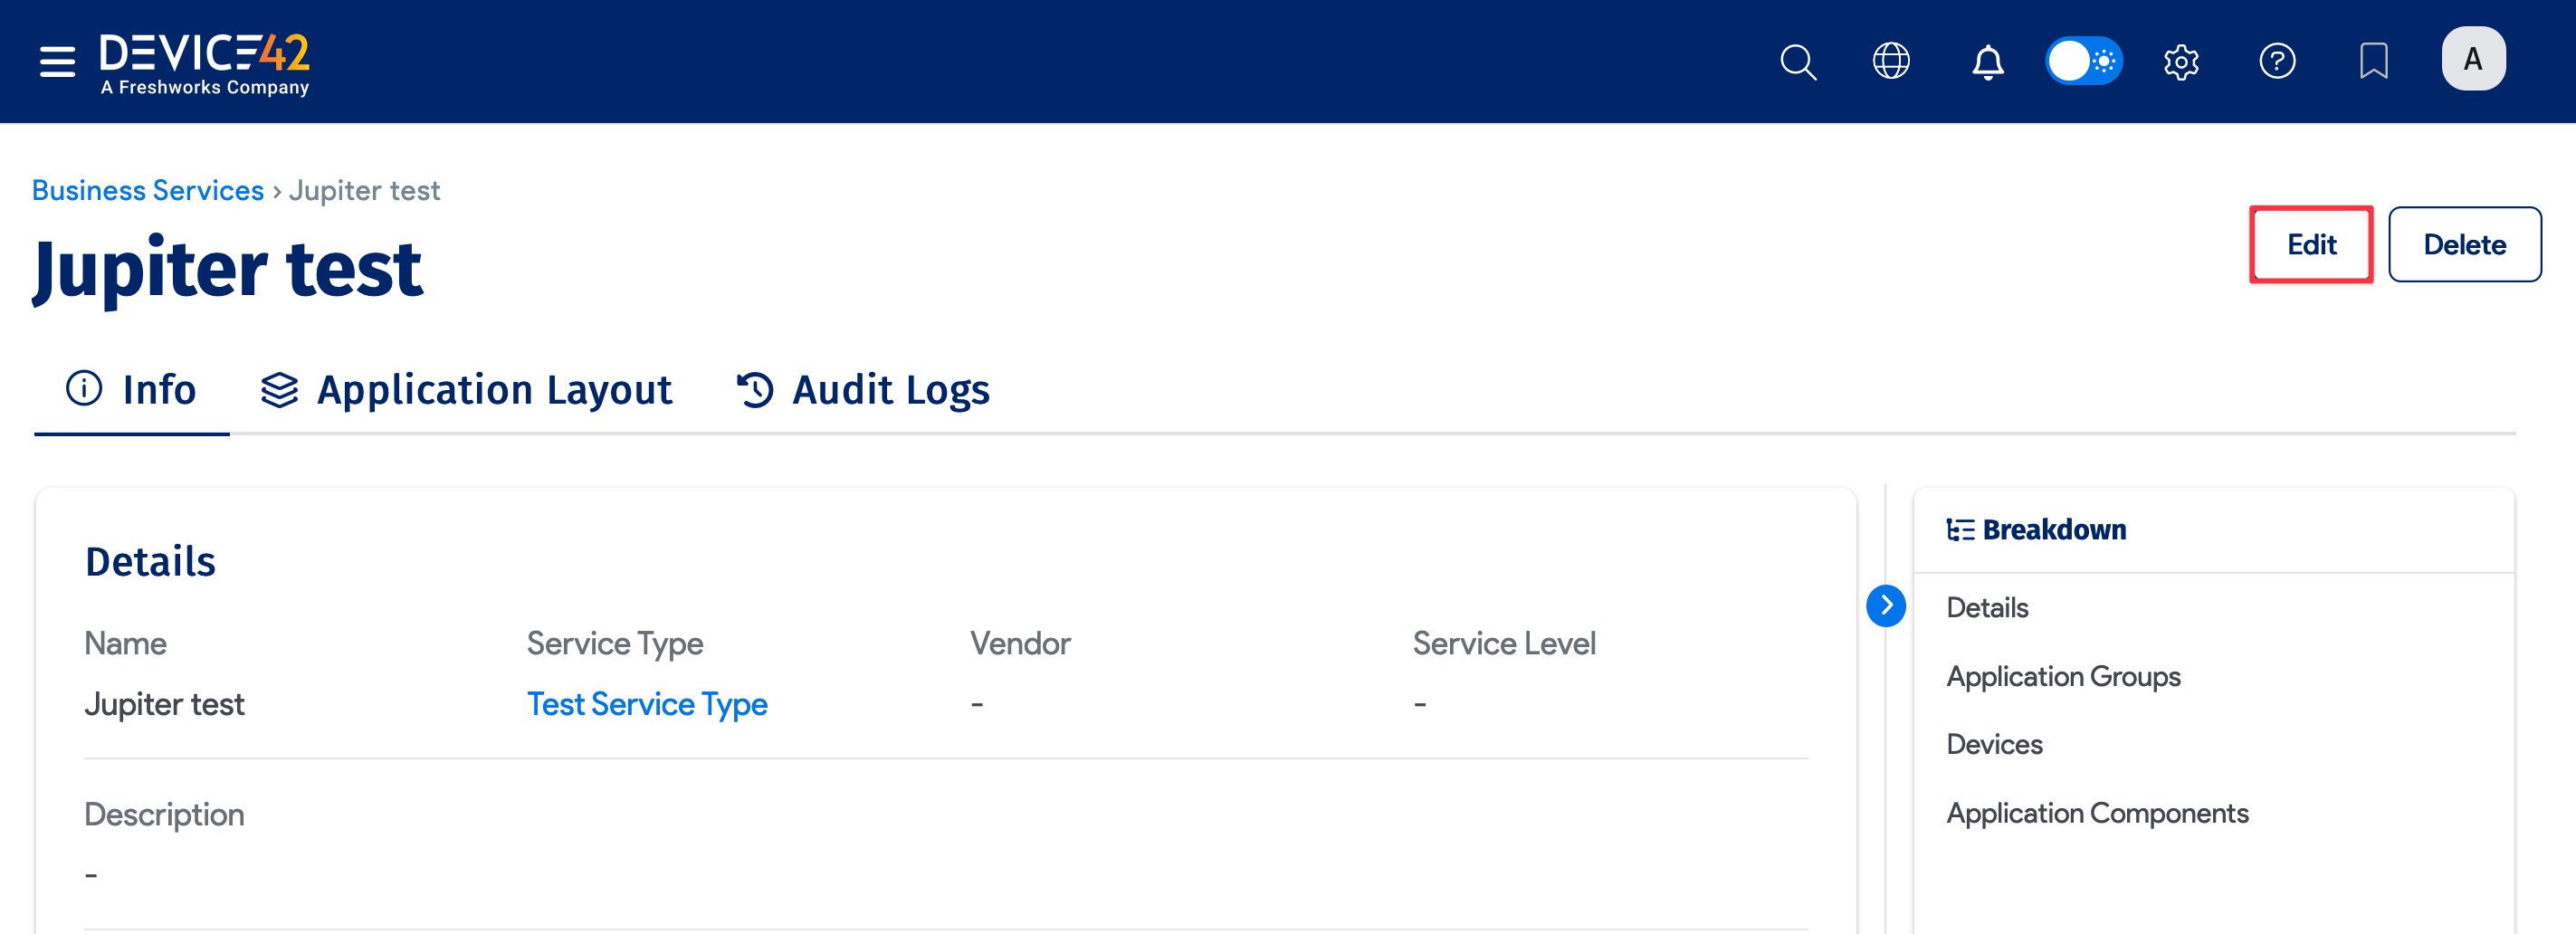 DEVICE42
A Freshworks Company
A
Business Services › Jupiter test
Jupiter test
Edit
Delete
Info
Application Layout
Audit Logs
Details
Name
Service Type
Vendor
Service Level
Jupiter test
Test Service Type
-
-
Description
-
Breakdown
Details
Application Groups
Devices
Application Components